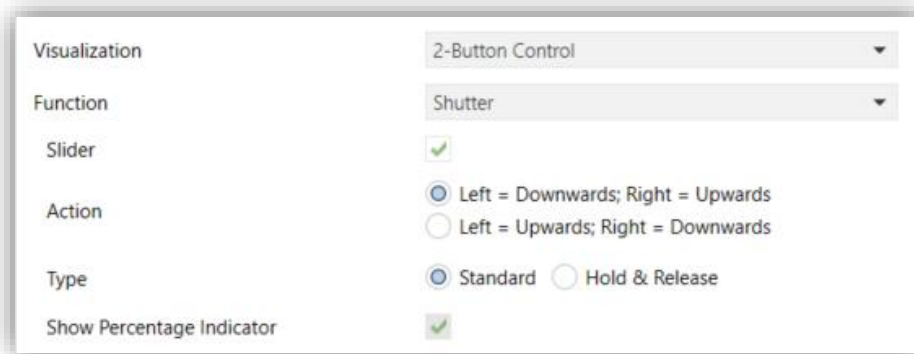 Visualization 2-Button Control
Function Shutter
Slider
Left = Downwards; Right = Upwards
Action
Left = Upwards; Right = Downwards
Type Standard Hold & Release
Show Percentage Indicator